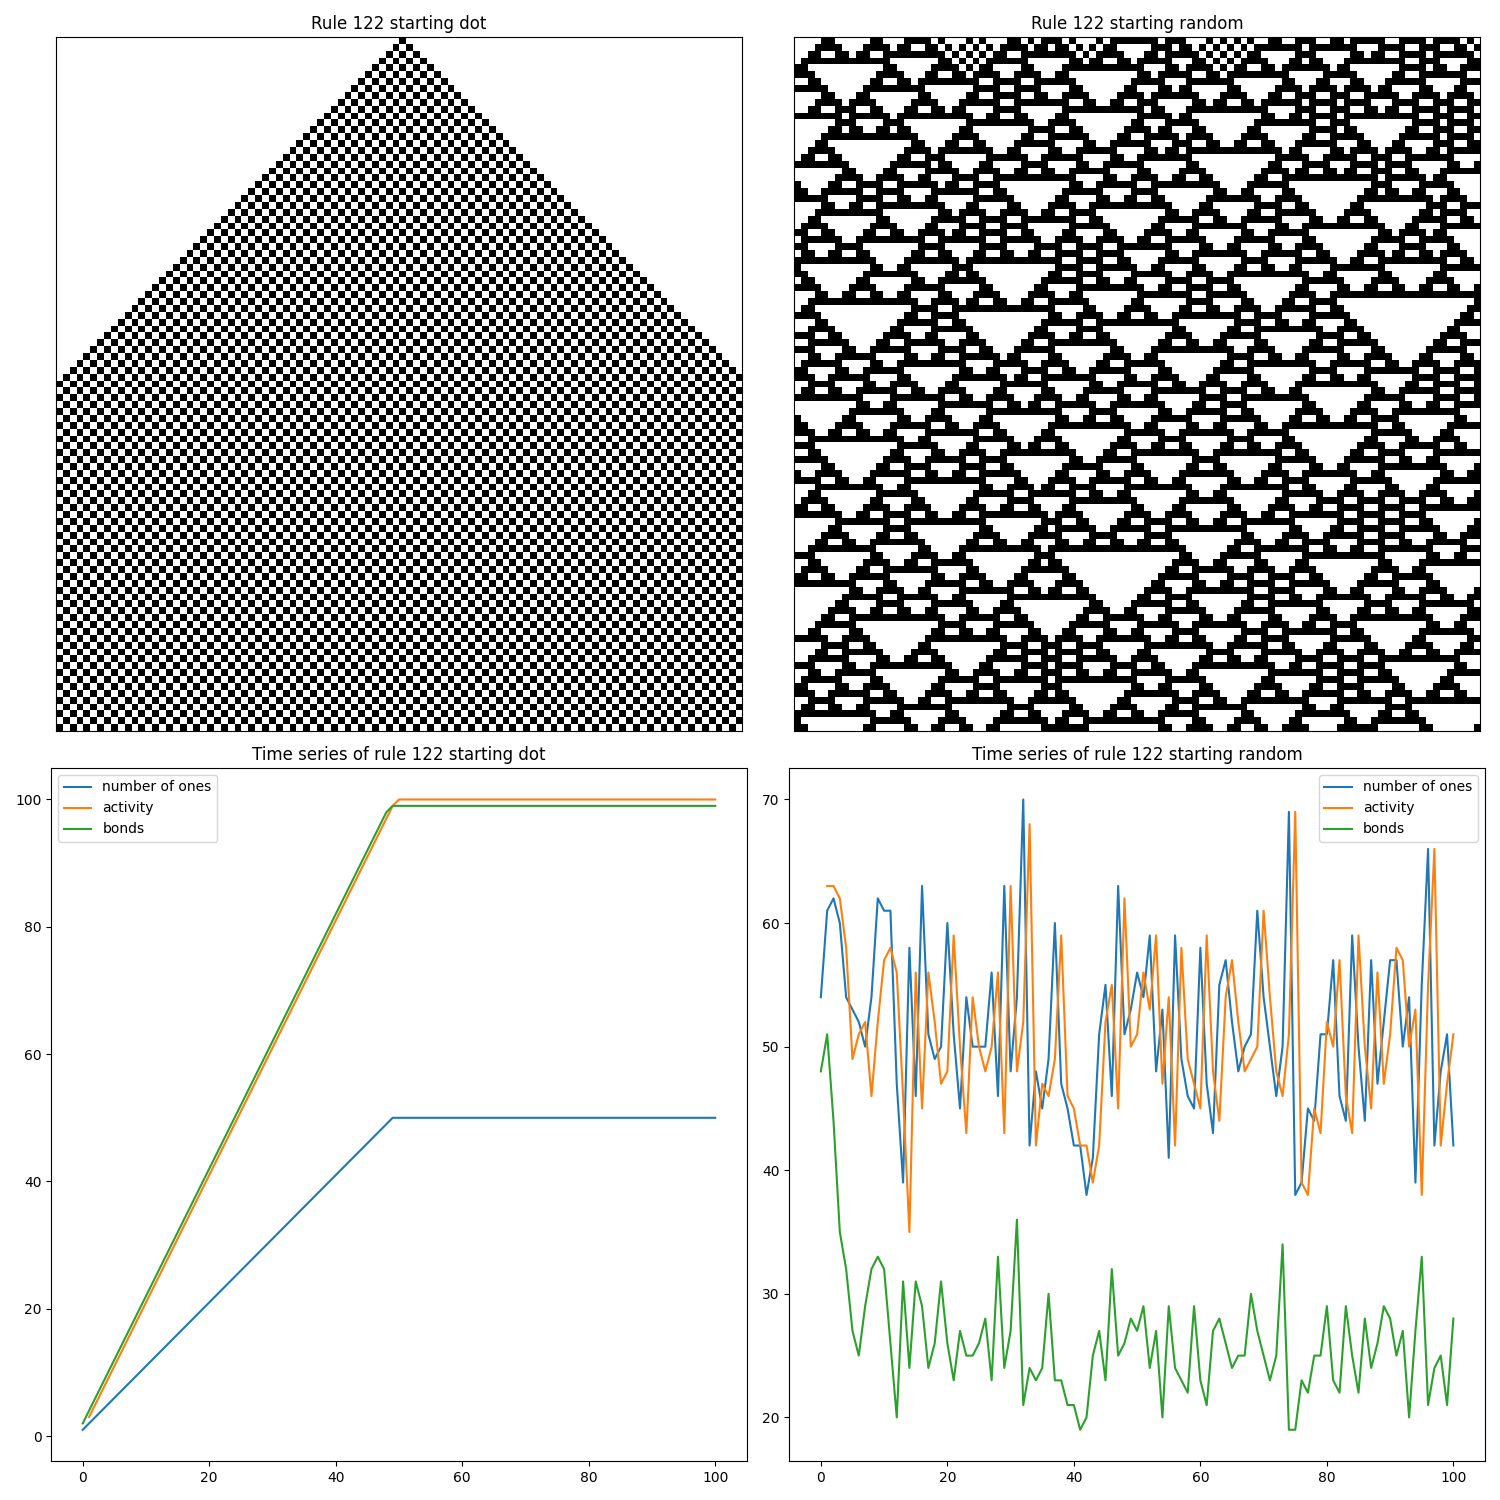 Rule 122 starting dot
Rule 122 starting random
Time series of rule 122 starting dot
number of ones
activity
bonds
100
80
60
40
20
0
0 20 40 60 80 100
Time series of rule 122 starting random
number of ones
activity
bonds
70
60
50
40
30
20
0 20 40 60 80 100